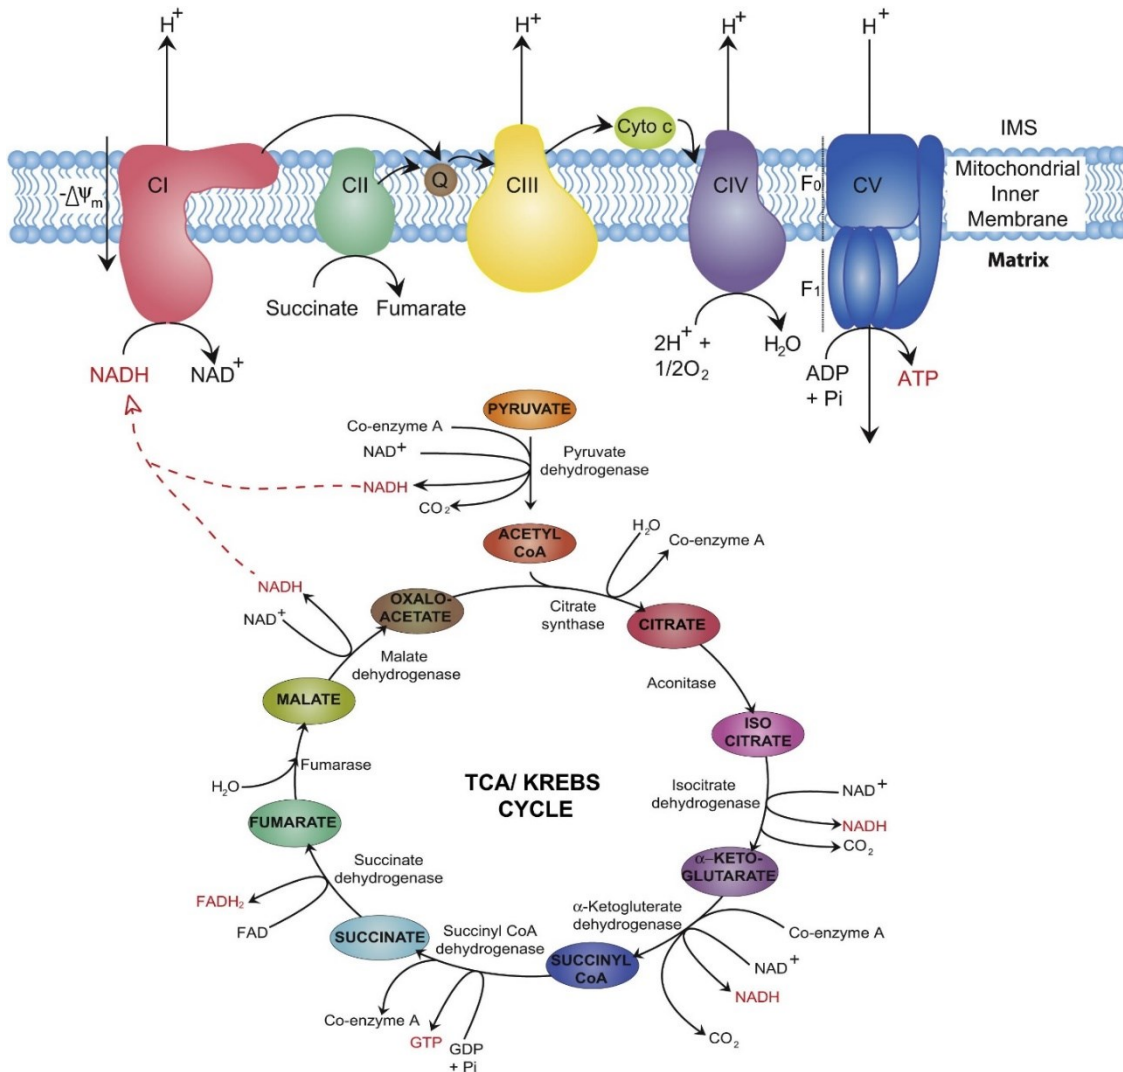 H+
H+
H+
H+
Cyto c
IMS
CI
CII
Q
CIII
CIV
F0
CV
Mitochondrial
Inner
Membrane
-ΔΨm
Matrix
F1
Succinate
Fumarate
2H+ +
1/2O2
H2O
NADH
NAD+
ADP
+ Pi
ATP
PYRUVATE
Co-enzyme A
NAD+
Pyruvate
dehydrogenase
NADH
CO2
ACETYL
CoA
H2O
Co-enzyme A
NADH
NAD+
OXALO-
ACETATE
Citrate
synthase
CITRATE
Malate
dehydrogenase
Aconitase
MALATE
ISO
CITRATE
H2O
Fumarase
TCA/ KREBS
CYCLE
Isocitrate
dehydrogenase
NAD+
NADH
CO2
FUMARATE
α-KETO-
GLUTARATE
Succinate
dehydrogenase
FADH2
FAD
α-Ketogluterate
dehydrogenase
Co-enzyme A
SUCCINATE
Succinyl CoA
dehydrogenase
SUCCINYL
CoA
NAD+
NADH
Co-enzyme A
GTP
GDP
+ Pi
CO2